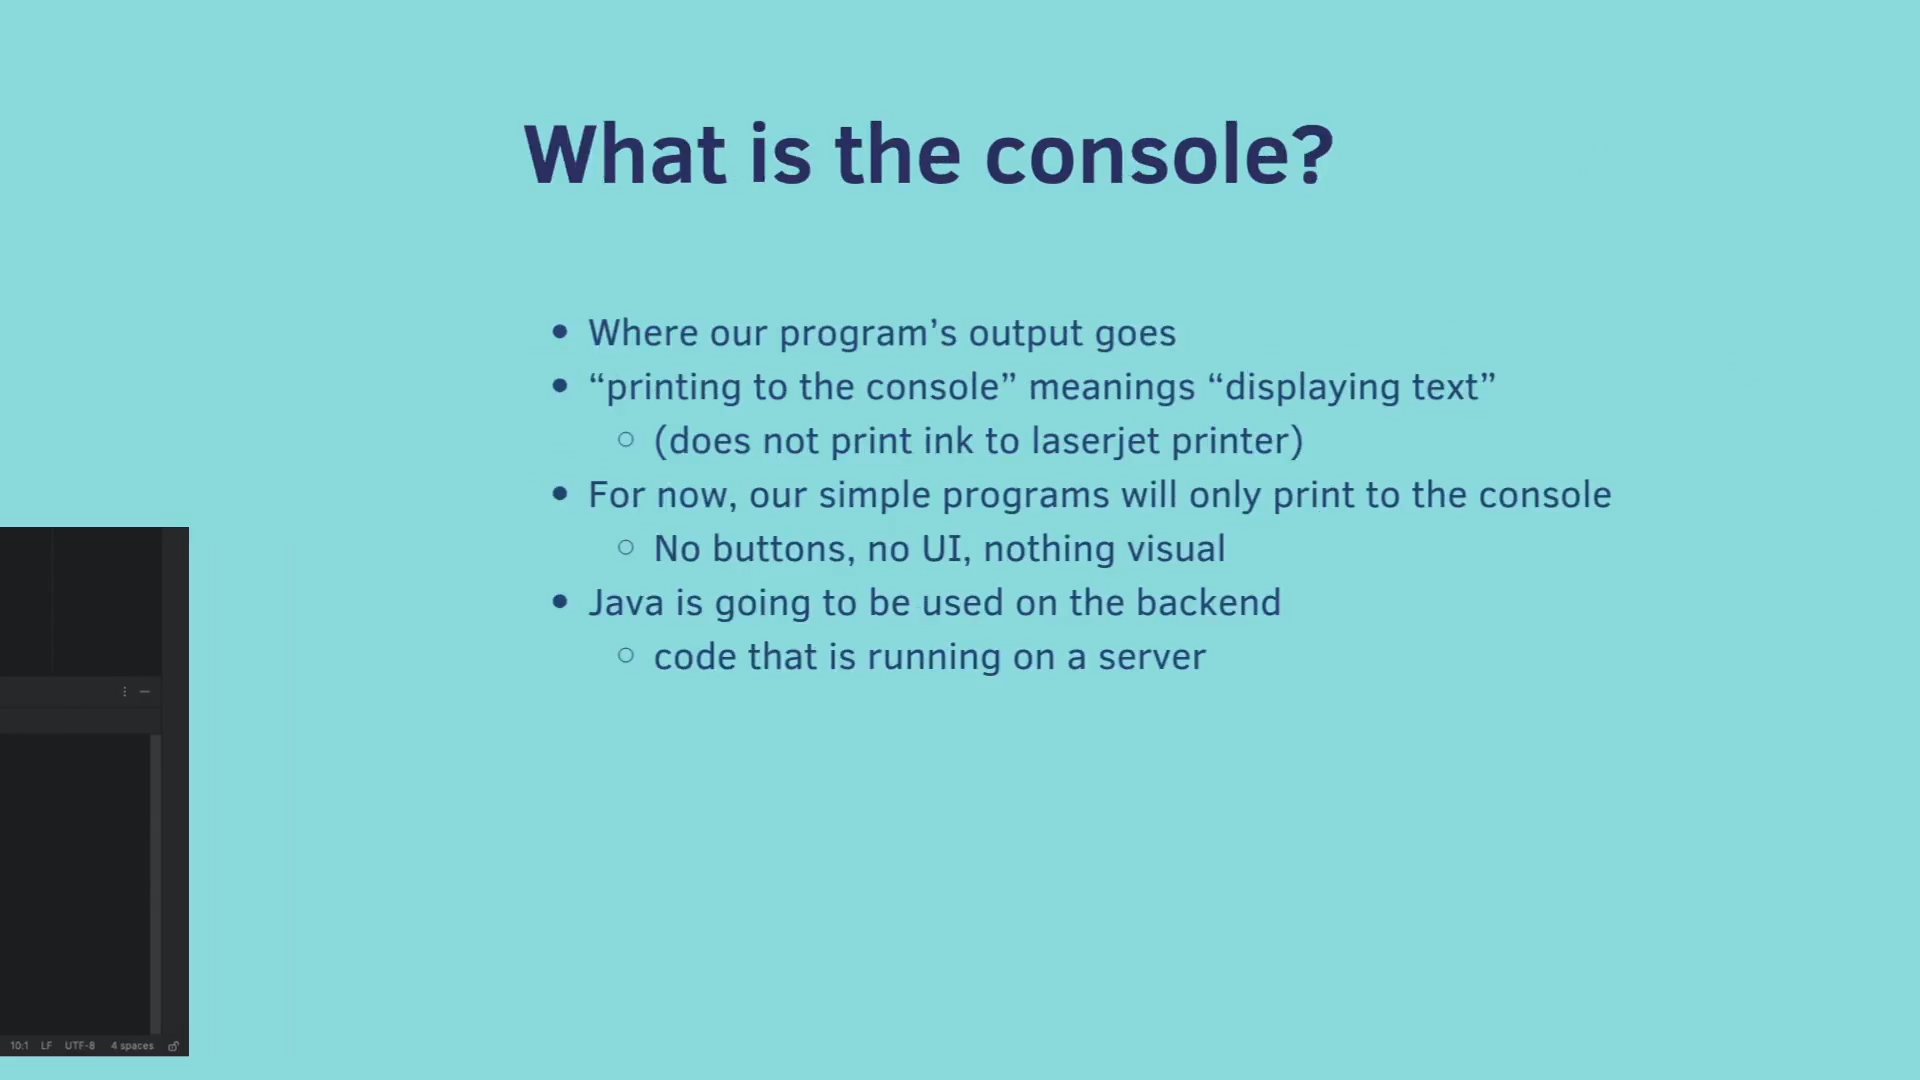 What is the console?
• Where our program’s output goes
• “printing to the console” meanings “displaying text”
○ (does not print ink to laserjet printer)
• For now, our simple programs will only print to the console
○ No buttons, no UI, nothing visual
• Java is going to be used on the backend
○ code that is running on a server
10:1 LF UTF-8 4 spaces